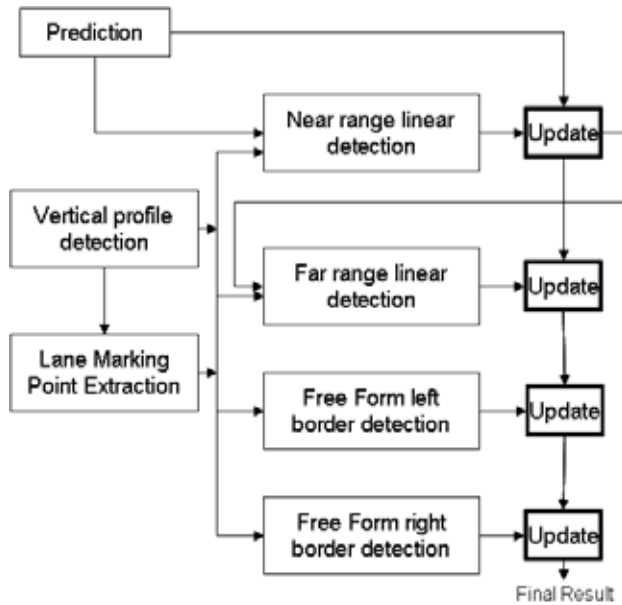 Prediction
Near range linear
detection
Update
Vertical profile
detection
Far range linear
detection
Update
Lane Marking
Point Extraction
Free Form left
border detection
Update
Free Form right
border detection
Update
Final Result